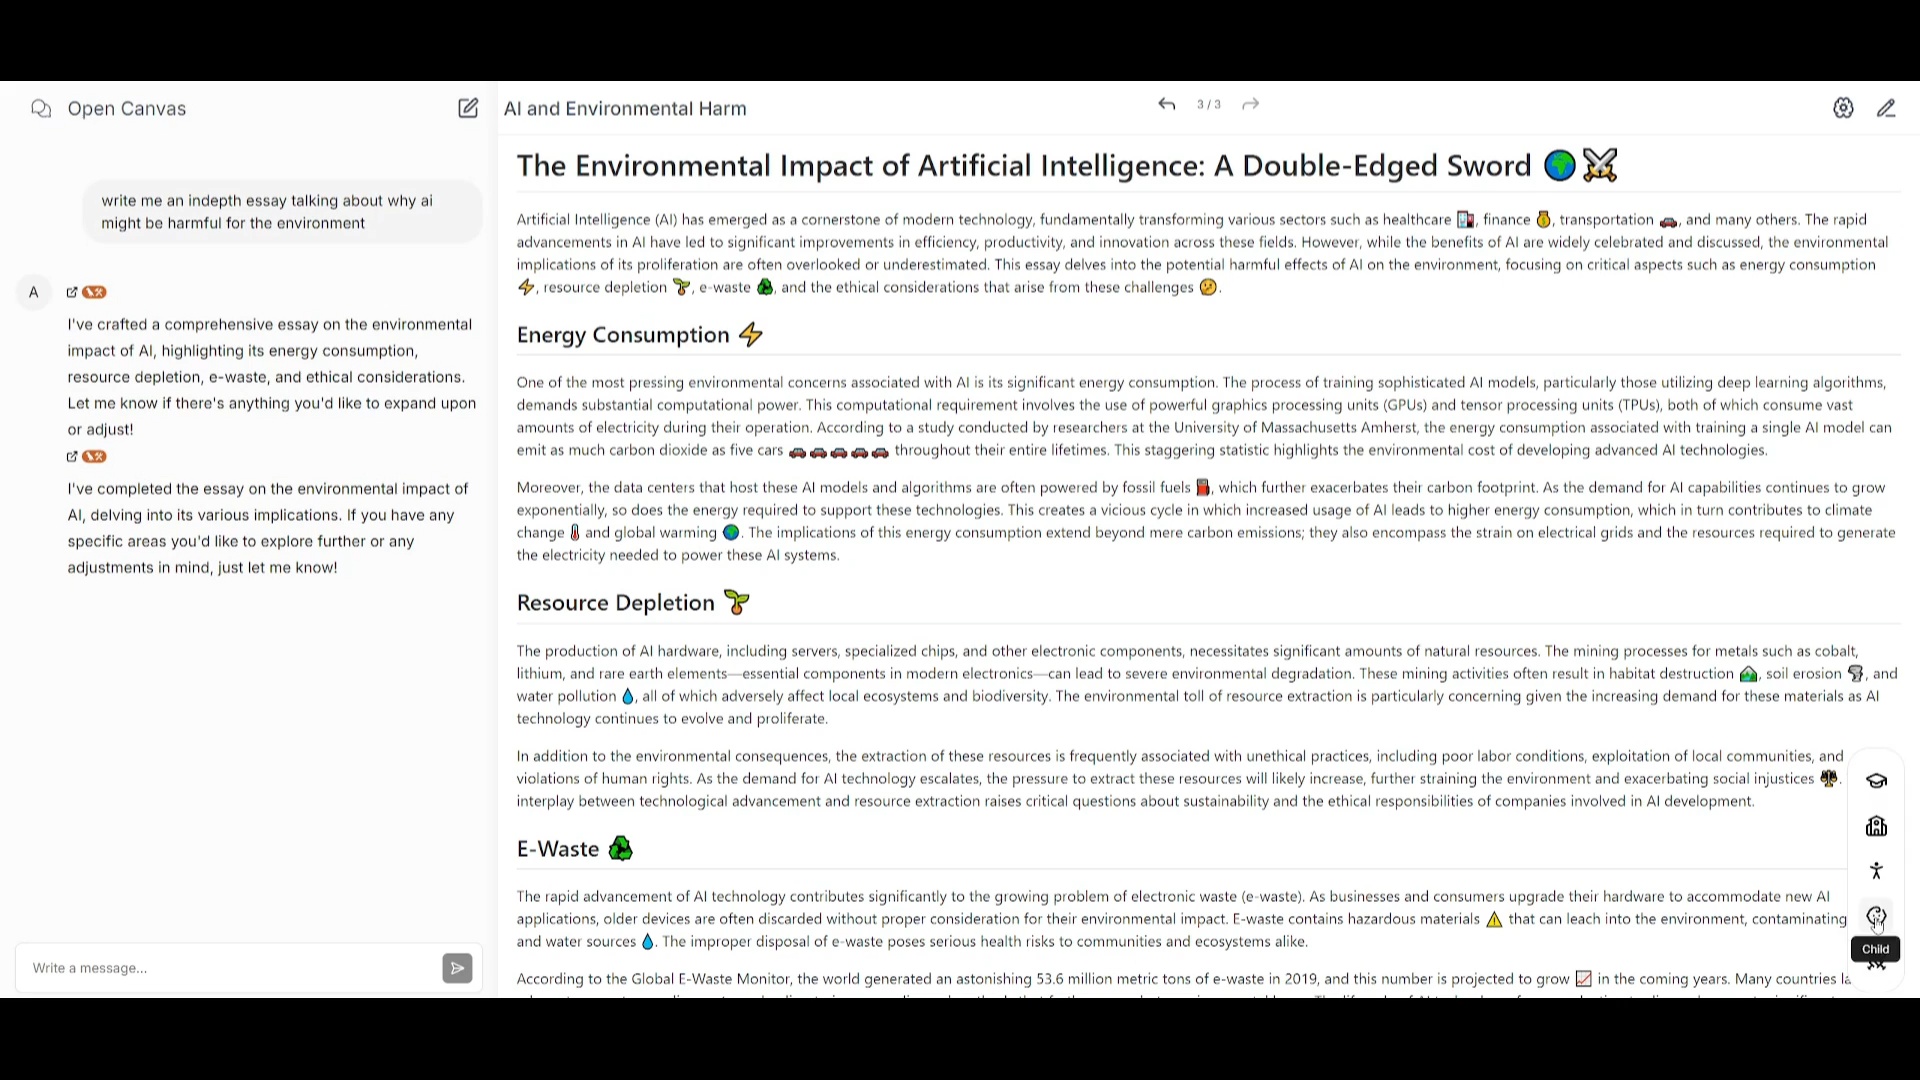 Open Canvas
write me an indepth essay talking about why ai
might be harmful for the environment
A
I've crafted a comprehensive essay on the environmental
impact of AI, highlighting its energy consumption,
resource depletion, e-waste, and ethical considerations.
Let me know if there's anything you'd like to expand upon
or adjust!
I've completed the essay on the environmental impact of
AI, delving into its various implications. If you have any
specific areas you'd like to explore further or any
adjustments in mind, just let me know!
Write a message...
AI and Environmental Harm
3 / 3
The Environmental Impact of Artificial Intelligence: A Double-Edged Sword 🌍⚔️
Artificial Intelligence (AI) has emerged as a cornerstone of modern technology, fundamentally transforming various sectors such as healthcare 🏥, finance 💰, transportation 🚗, and many others. The rapid
advancements in AI have led to significant improvements in efficiency, productivity, and innovation across these fields. However, while the benefits of AI are widely celebrated and discussed, the environmental
implications of its proliferation are often overlooked or underestimated. This essay delves into the potential harmful effects of AI on the environment, focusing on critical aspects such as energy consumption
⚡, resource depletion 🌱, e-waste ♻️, and the ethical considerations that arise from these challenges 🤔.
Energy Consumption ⚡
One of the most pressing environmental concerns associated with AI is its significant energy consumption. The process of training sophisticated AI models, particularly those utilizing deep learning algorithms,
demands substantial computational power. This computational requirement involves the use of powerful graphics processing units (GPUs) and tensor processing units (TPUs), both of which consume vast
amounts of electricity during their operation. According to a study conducted by researchers at the University of Massachusetts Amherst, the energy consumption associated with training a single AI model can
emit as much carbon dioxide as five cars 🚗🚗🚗🚗🚗 throughout their entire lifetimes. This staggering statistic highlights the environmental cost of developing advanced AI technologies.
Moreover, the data centers that host these AI models and algorithms are often powered by fossil fuels ⛽, which further exacerbates their carbon footprint. As the demand for AI capabilities continues to grow
exponentially, so does the energy required to support these technologies. This creates a vicious cycle in which increased usage of AI leads to higher energy consumption, which in turn contributes to climate
change 🌡️ and global warming 🌍. The implications of this energy consumption extend beyond mere carbon emissions; they also encompass the strain on electrical grids and the resources required to generate
the electricity needed to power these AI systems.
Resource Depletion 🌱
The production of AI hardware, including servers, specialized chips, and other electronic components, necessitates significant amounts of natural resources. The mining processes for metals such as cobalt,
lithium, and rare earth elements—essential components in modern electronics—can lead to severe environmental degradation. These mining activities often result in habitat destruction 🏞️, soil erosion 🌪️, and
water pollution 💧, all of which adversely affect local ecosystems and biodiversity. The environmental toll of resource extraction is particularly concerning given the increasing demand for these materials as AI
technology continues to evolve and proliferate.
In addition to the environmental consequences, the extraction of these resources is frequently associated with unethical practices, including poor labor conditions, exploitation of local communities, and
violations of human rights. As the demand for AI technology escalates, the pressure to extract these resources will likely increase, further straining the environment and exacerbating social injustices ⚖️.
interplay between technological advancement and resource extraction raises critical questions about sustainability and the ethical responsibilities of companies involved in AI development.
E-Waste ♻️
The rapid advancement of AI technology contributes significantly to the growing problem of electronic waste (e-waste). As businesses and consumers upgrade their hardware to accommodate new AI
applications, older devices are often discarded without proper consideration for their environmental impact. E-waste contains hazardous materials ⚠️ that can leach into the environment, contaminating
and water sources 💧. The improper disposal of e-waste poses serious health risks to communities and ecosystems alike.
According to the Global E-Waste Monitor, the world generated an astonishing 53.6 million metric tons of e-waste in 2019, and this number is projected to grow 📈 in the coming years. Many countries la
Child